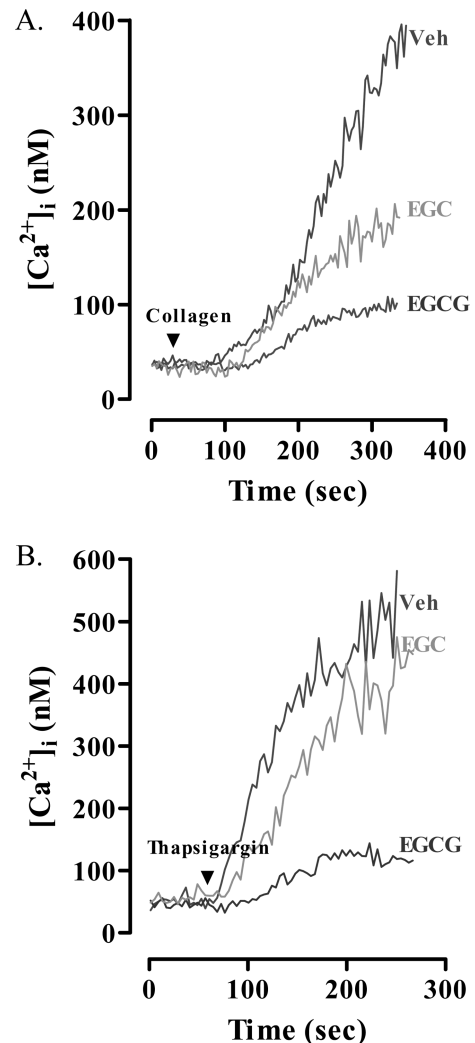 A.
400
300
200
100
0
[Ca²⁺]ᵢ (nM)
Veh
EGC
EGCG
Collagen
0 100 200 300 400
Time (sec)
B.
600
500
400
300
200
100
0
[Ca²⁺]ᵢ (nM)
Veh
EGC
EGCG
Thapsigargin
0 100 200 300
Time (sec)